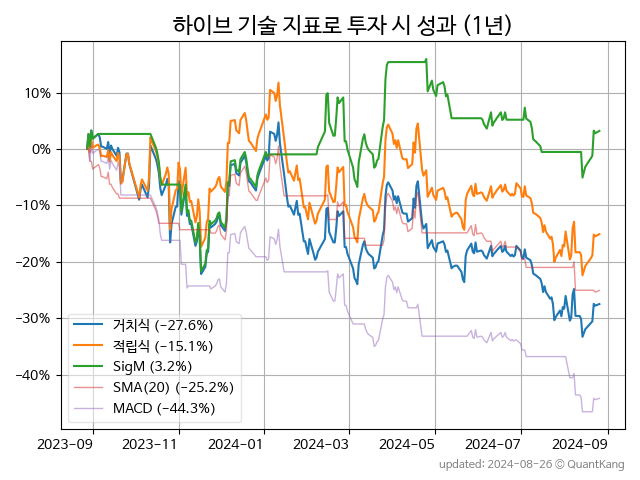 하이브 기술 지표로 투자 시 성과 (1년)
10%
0%
−10%
−20%
−30%
−40%
거치식 (−27.6%)
적립식 (−15.1%)
SigM (3.2%)
SMA(20) (−25.2%)
MACD (−44.3%)
2023−09 2023−11 2024−01 2024−03 2024−05 2024−07 2024−09
updated: 2024−08−26 ⓒ QuantKang